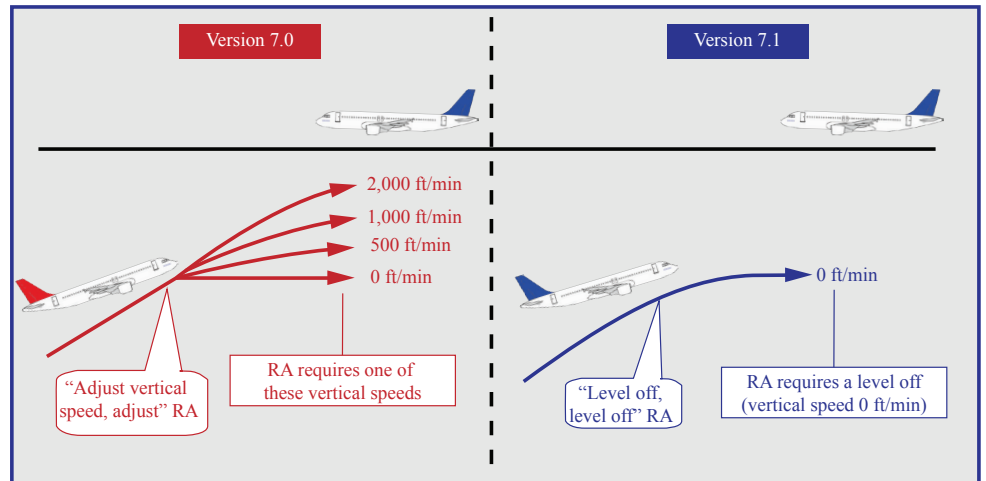 Version 7.0
2,000 ft/min
1,000 ft/min
500 ft/min
0 ft/min
“Adjust vertical
speed, adjust” RA
RA requires one of
these vertical speeds
Version 7.1
0 ft/min
“Level off,
level off” RA
RA requires a level off
(vertical speed 0 ft/min)